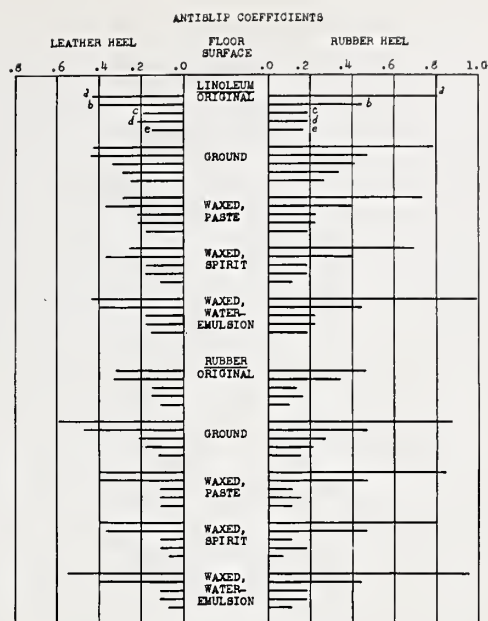 ANTISLIP COEFFICIENTS
LEATHER HEEL FLOOR SURFACE RUBBER HEEL
.8 .6 .4 .2 .0 .0 .2 .4 .6 .8 1.0
LINOLEUM
ORIGINAL
a a
b b
c c
d d
e e
GROUND
WAXED,
PASTE
WAXED,
SPIRIT
WAXED,
WATER-
EMULSION
RUBBER
ORIGINAL
GROUND
WAXED,
PASTE
WAXED,
SPIRIT
WAXED,
WATER-
EMULSION